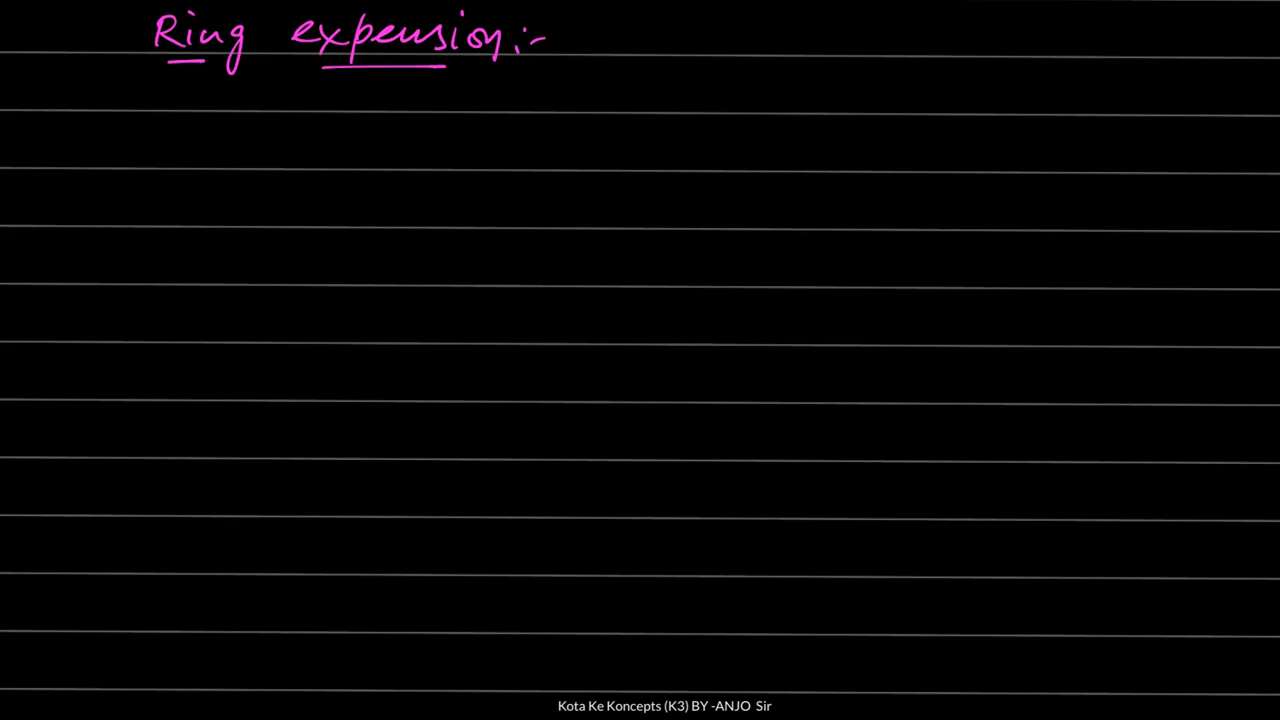 Ring expension :-
Kota Ke Koncepts (K3) BY -ANJO Sir